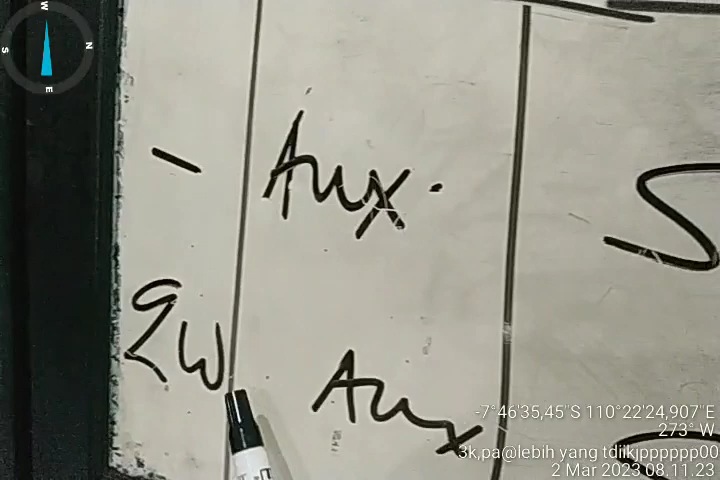 - Aux. S
Qw Aux
-7°46'35,45"S 110°22'24,907"E
273° W
3k,pa@lebih yang tdiikjpppppp00
2 Mar 2023 08.11.23
W
N
S
E